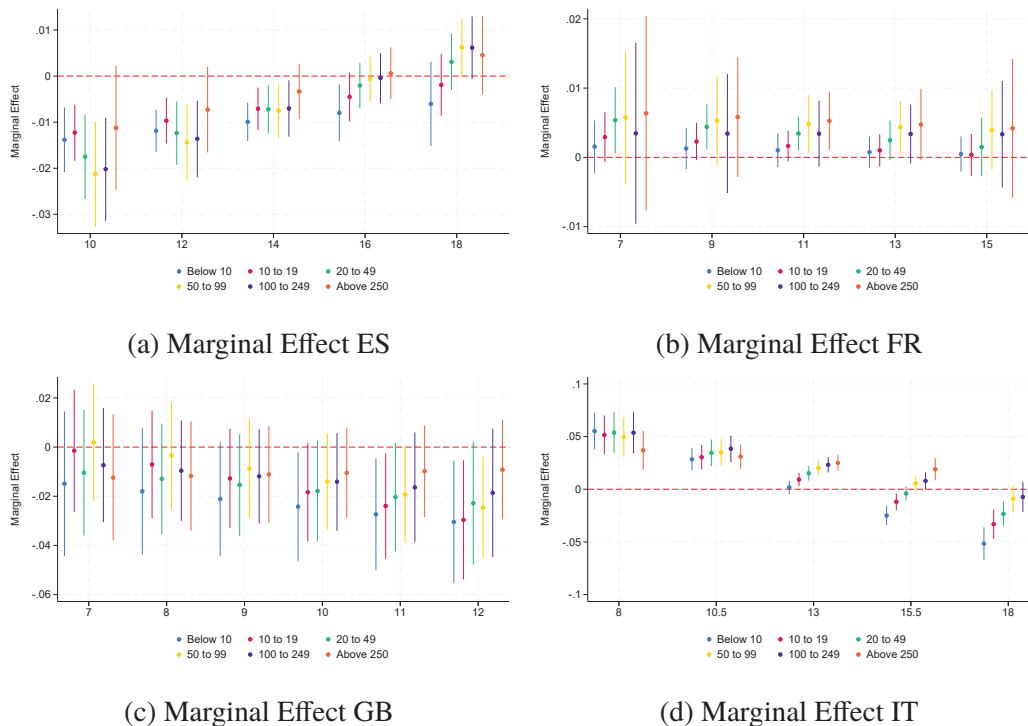 .01
0
-.01
-.02
-.03
Marginal Effect
10 12 14 16 18
Below 10 10 to 19 20 to 49
50 to 99 100 to 249 Above 250
(a) Marginal Effect ES
.02
.01
0
-.01
Marginal Effect
7 9 11 13 15
Below 10 10 to 19 20 to 49
50 to 99 100 to 249 Above 250
(b) Marginal Effect FR
.02
0
-.02
-.04
-.06
Marginal Effect
7 8 9 10 11 12
Below 10 10 to 19 20 to 49
50 to 99 100 to 249 Above 250
(c) Marginal Effect GB
.1
.05
0
-.05
-.1
Marginal Effect
8 10.5 13 15.5 18
Below 10 10 to 19 20 to 49
50 to 99 100 to 249 Above 250
(d) Marginal Effect IT